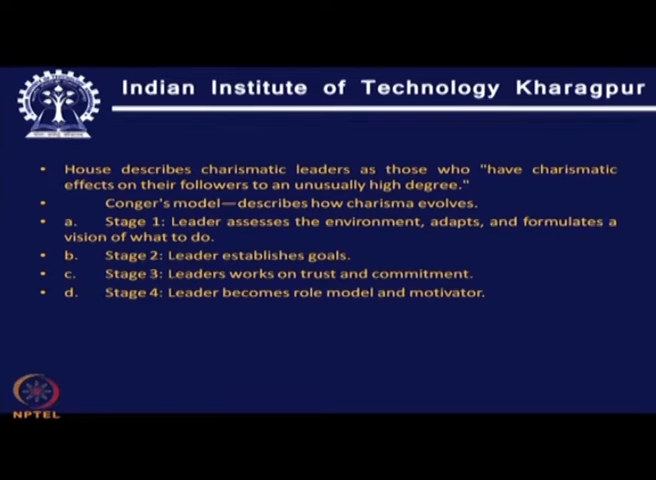 Indian Institute of Technology Kharagpur
• House describes charismatic leaders as those who "have charismatic
effects on their followers to an unusually high degree."
• Conger's model—describes how charisma evolves.
• a. Stage 1: Leader assesses the environment, adapts, and formulates a
vision of what to do.
• b. Stage 2: Leader establishes goals.
• c. Stage 3: Leaders works on trust and commitment.
• d. Stage 4: Leader becomes role model and motivator.
NPTEL